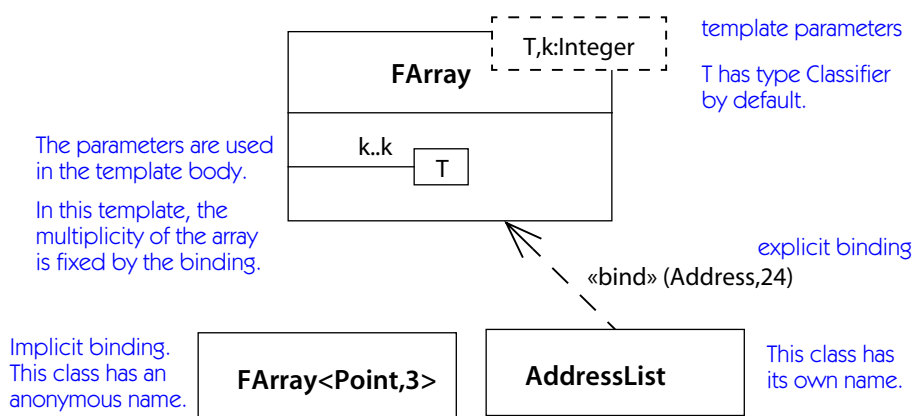 template parameters
T,k:Integer
FArray
T has type Classifier
by default.
The parameters are used
in the template body.
k..k
T
In this template, the
multiplicity of the array
is fixed by the binding.
explicit binding
«bind» (Address,24)
Implicit binding.
This class has an
anonymous name.
FArray<Point,3>
AddressList
This class has
its own name.